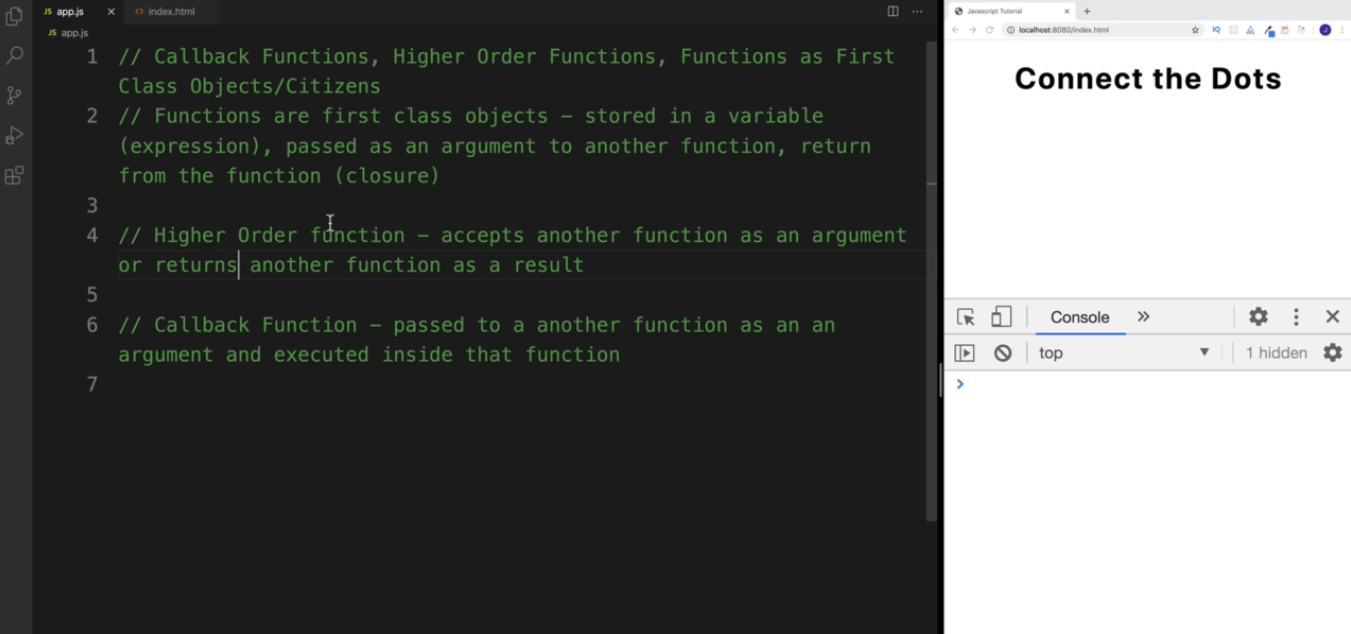 app.js
index.html
app.js
1 // Callback Functions, Higher Order Functions, Functions as First
Class Objects/Citizens
2 // Functions are first class objects – stored in a variable
(expression), passed as an argument to another function, return
from the function (closure)
3
4 // Higher Order function – accepts another function as an argument
or returns another function as a result
5
6 // Callback Function – passed to a another function as an an
argument and executed inside that function
7
Javascript Tutorial
localhost:8080/index.html
Connect the Dots
Console
top
1 hidden